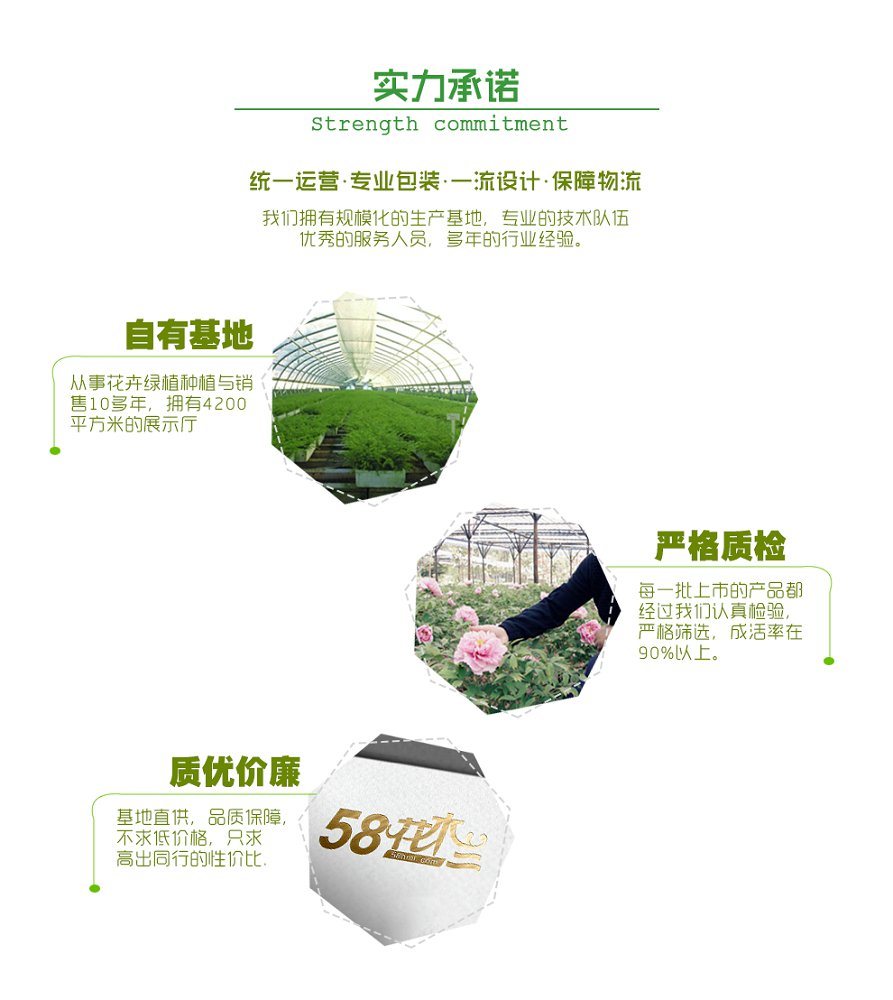 实力承诺
Strength commitment
统一运营·专业包装·一流设计·保障物流
我们拥有规模化的生产基地，专业的技术队伍
优秀的服务人员，多年的行业经验。
自有基地
从事花卉绿植种植与销
售10多年，拥有4200
平方米的展示厅
严格质检
每一批上市的产品都
经过我们认真检验，
严格筛选，成活率在
90%以上。
质优价廉
基地直供，品质保障，
不求低价格，只求
高出同行的性价比.
58花木